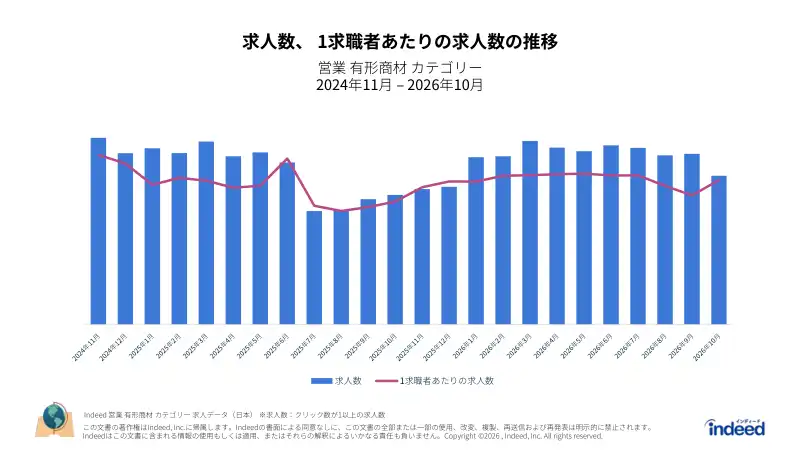 求人数、 1求職者あたりの求人数の推移
営業 有形商材 カテゴリー
2024年11月 – 2026年10月
2024年11月
2024年12月
2025年1月
2025年2月
2025年3月
2025年4月
2025年5月
2025年6月
2025年7月
2025年8月
2025年9月
2025年10月
2025年11月
2025年12月
2026年1月
2026年2月
2026年3月
2026年4月
2026年5月
2026年6月
2026年7月
2026年8月
2026年9月
2026年10月
求人数
1求職者あたりの求人数
Indeed 営業 有形商材 カテゴリー 求人データ（日本） ※求人数：クリック数が1以上の求人数
この文書の著作権はIndeed, Inc.に帰属します。Indeedの書面による同意なしに、この文書の全部または一部の使用、改変、複製、再送信および再発表は明示的に禁止されます。
Indeedはこの文書に含まれる情報の使用もしくは適用、またはそれらの解釈によるいかなる責任も負いません。Copyright ©2026 , Indeed, Inc. All rights reserved.
インディード
indeed